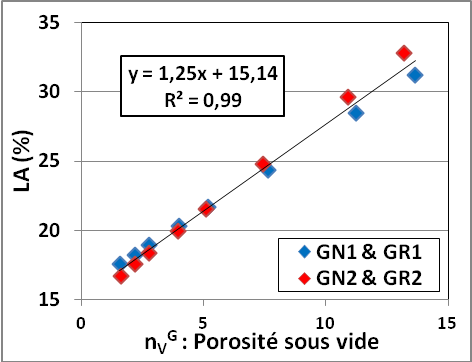 35
30
25
20
15
LA (%)
y = 1,25x + 15,14
R² = 0,99
GN1 & GR1
GN2 & GR2
0 5 10 15
nVG : Porosité sous vide